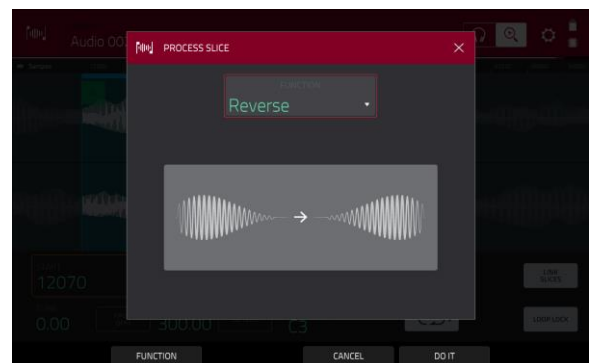 Audio 00
PROCESS SLICE
FUNCTION
Reverse
12070
LINK SLICES
0.00
300.00
C3
LOOP LOCK
FUNCTION
CANCEL
DO IT